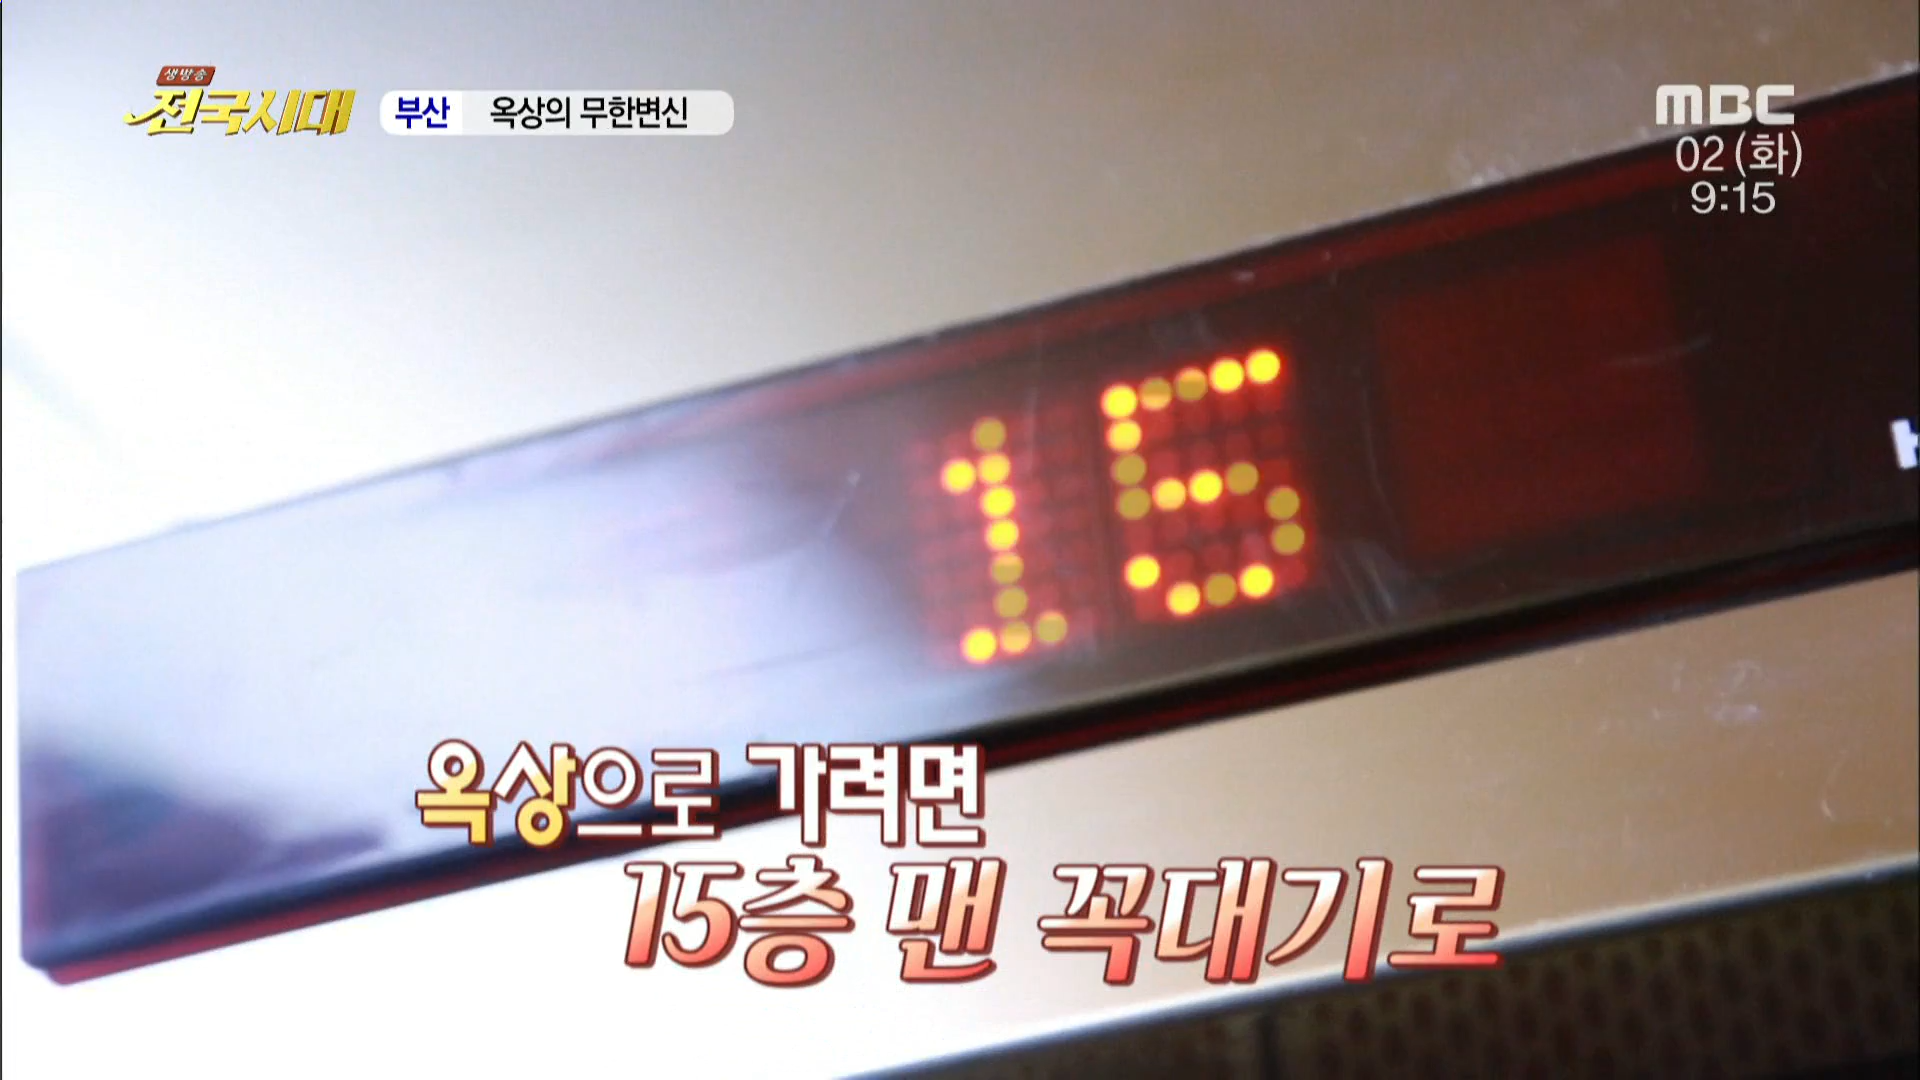 생방송
전국시대
부산 옥상의 무한변신
MBC
02 (화)
9:15
15
옥상으로 가려면
15층 맨 꼭대기로